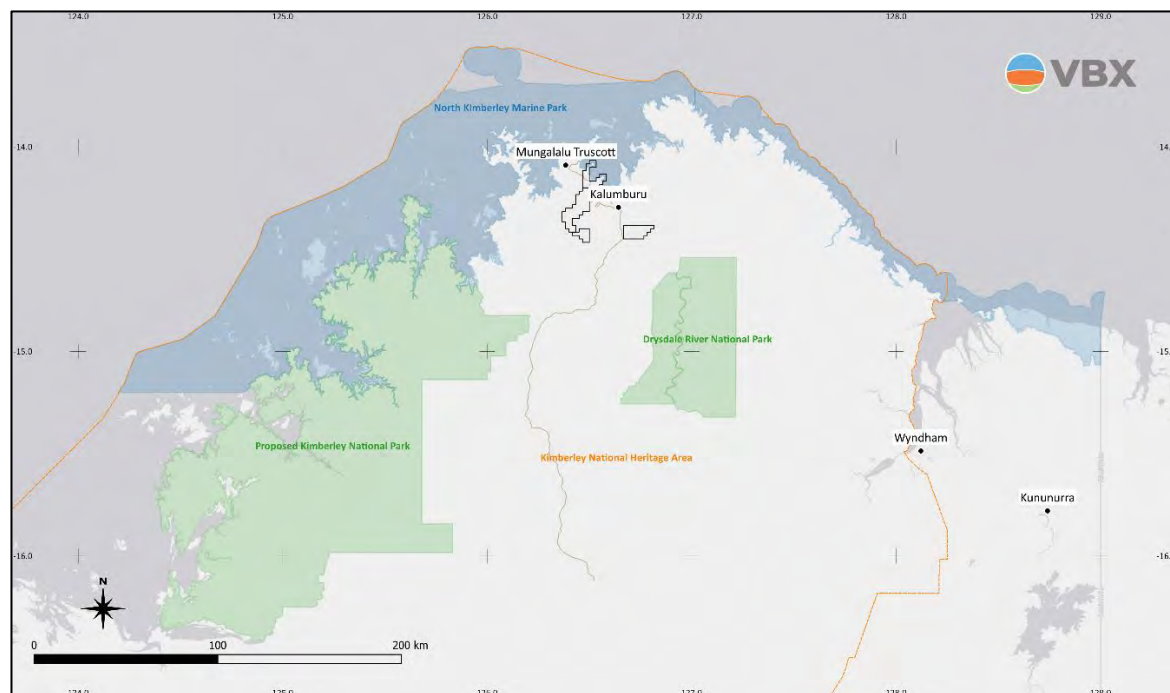 124.0 125.0 126.0 127.0 128.0 129.0
VBX
North Kimberley Marine Park
-14.0
Mungalalu Truscott
Kalumburu
-15.0 -15.0
Drysdale River National Park
Proposed Kimberley National Park
Kimberley National Heritage Area
Wyndham
Kununurra
-16.0 -16.0
N
0 100 200 km